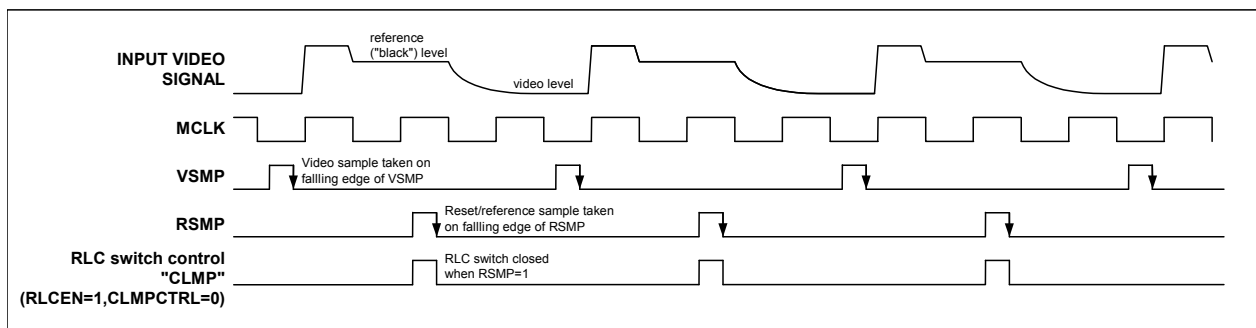 INPUT VIDEO
SIGNAL
reference
("black") level
video level
MCLK
VSMP
Video sample taken on
fallling edge of VSMP
RSMP
Reset/reference sample taken
on fallling edge of RSMP
RLC switch control
"CLMP"
(RLCEN=1,CLMPCTRL=0)
RLC switch closed
when RSMP=1